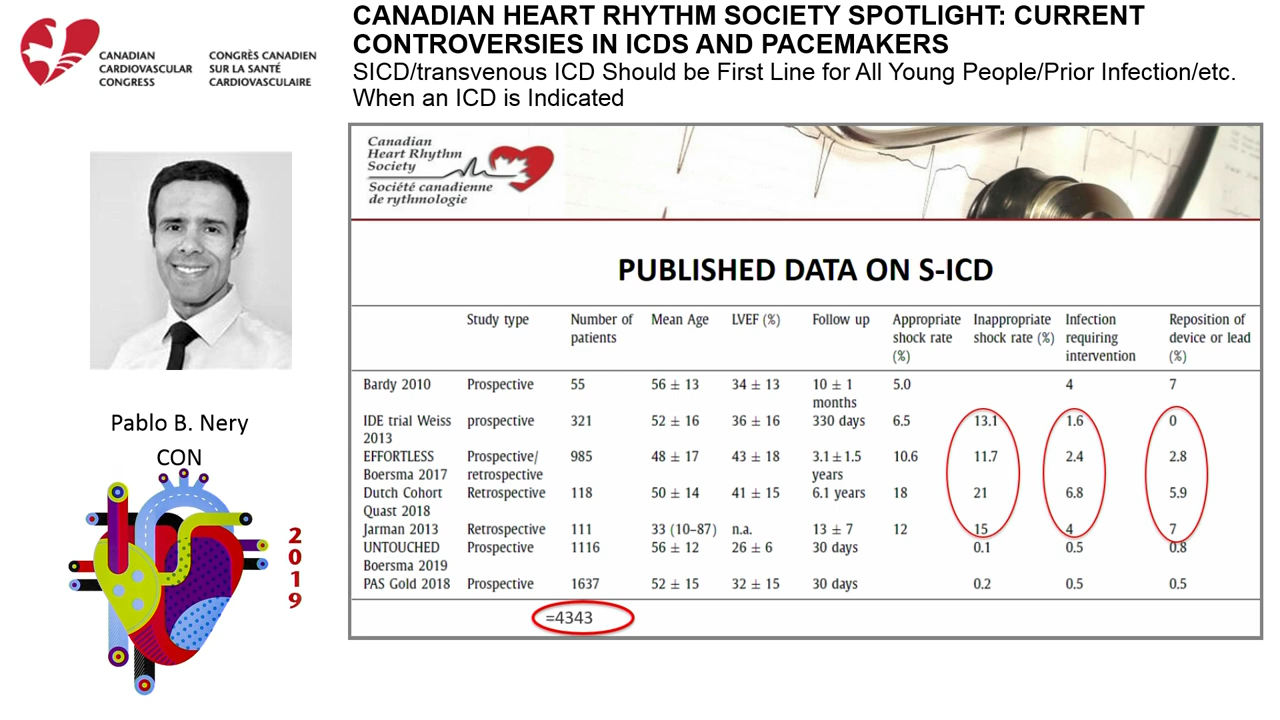 CANADIAN CARDIOVASCULAR CONGRESS
CONGRÈS CANADIEN SUR LA SANTÉ CARDIOVASCULAIRE
CANADIAN HEART RHYTHM SOCIETY SPOTLIGHT: CURRENT
CONTROVERSIES IN ICDS AND PACEMAKERS
SICD/transvenous ICD Should be First Line for All Young People/Prior Infection/etc.
When an ICD is Indicated
Pablo B. Nery
CON
2019
Canadian
Heart Rhythm
Society
Société canadienne
de rythmologie
PUBLISHED DATA ON S-ICD
Study type Number of patients Mean Age LVEF (%) Follow up Appropriate shock rate (%) Inappropriate shock rate (%) Infection requiring intervention Reposition of device or lead (%)
Bardy 2010 Prospective 55 56 ± 13 34 ± 13 10 ± 1 months 5.0 4 7
IDE trial Weiss 2013 prospective 321 52 ± 16 36 ± 16 330 days 6.5 13.1 1.6 0
EFFORTLESS Boersma 2017 Prospective/ retrospective 985 48 ± 17 43 ± 18 3.1 ± 1.5 years 10.6 11.7 2.4 2.8
Dutch Cohort Quast 2018 Retrospective 118 50 ± 14 41 ± 15 6.1 years 18 21 6.8 5.9
Jarman 2013 Retrospective 111 33 (10–87) n.a. 13 ± 7 12 15 4 7
UNTOUCHED Boersma 2019 Prospective 1116 56 ± 12 26 ± 6 30 days 0.1 0.5 0.8
PAS Gold 2018 Prospective 1637 52 ± 15 32 ± 15 30 days 0.2 0.5 0.5
=4343